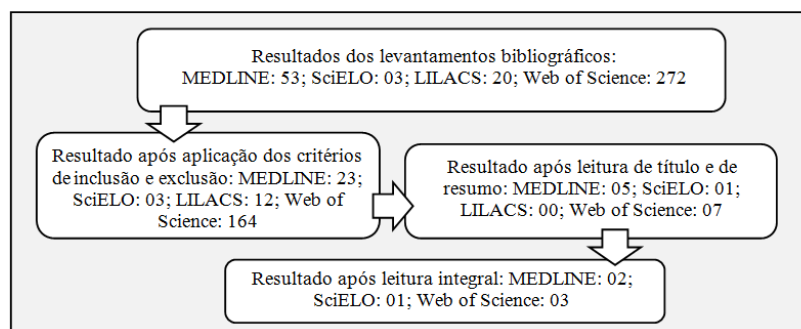 Resultados dos levantamentos bibliográficos:
MEDLINE: 53; SciELO: 03; LILACS: 20; Web of Science: 272
Resultado após aplicação dos critérios
de inclusão e exclusão: MEDLINE: 23;
SciELO: 03; LILACS: 12; Web of
Science: 164
Resultado após leitura de título e de
resumo: MEDLINE: 05; SciELO: 01;
LILACS: 00; Web of Science: 07
Resultado após leitura integral: MEDLINE: 02;
SciELO: 01; Web of Science: 03